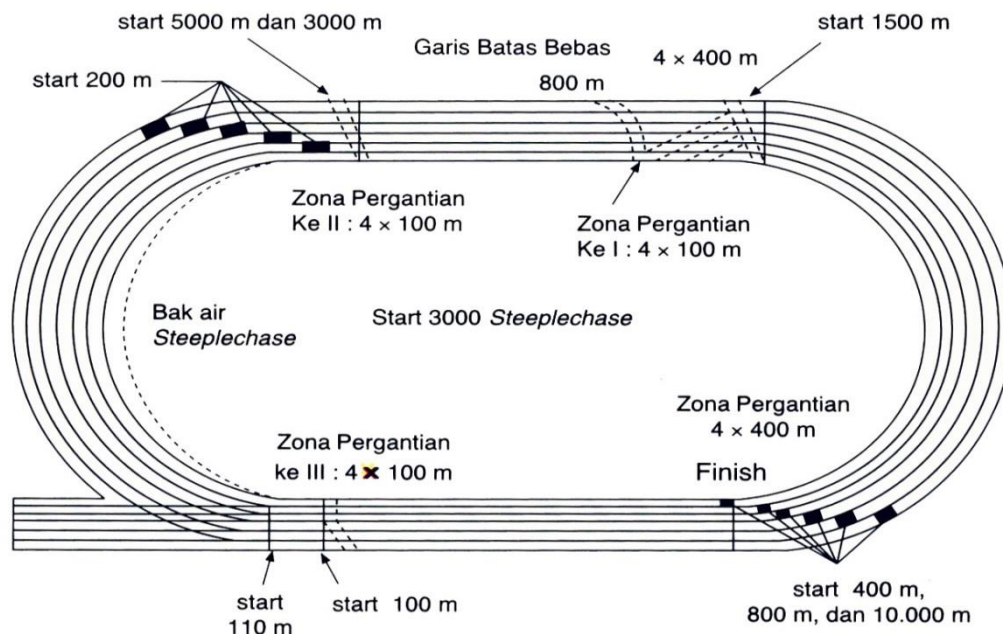 start 5000 m dan 3000 m
start 1500 m
Garis Batas Bebas
4 × 400 m
start 200 m
800 m
Zona Pergantian
Ke II : 4 × 100 m
Zona Pergantian
Ke I : 4 × 100 m
Bak air
Steeplechase
Start 3000 Steeplechase
Zona Pergantian
4 × 400 m
Zona Pergantian
ke III : 4 × 100 m
Finish
start
110 m
start 100 m
start 400 m,
800 m, dan 10.000 m